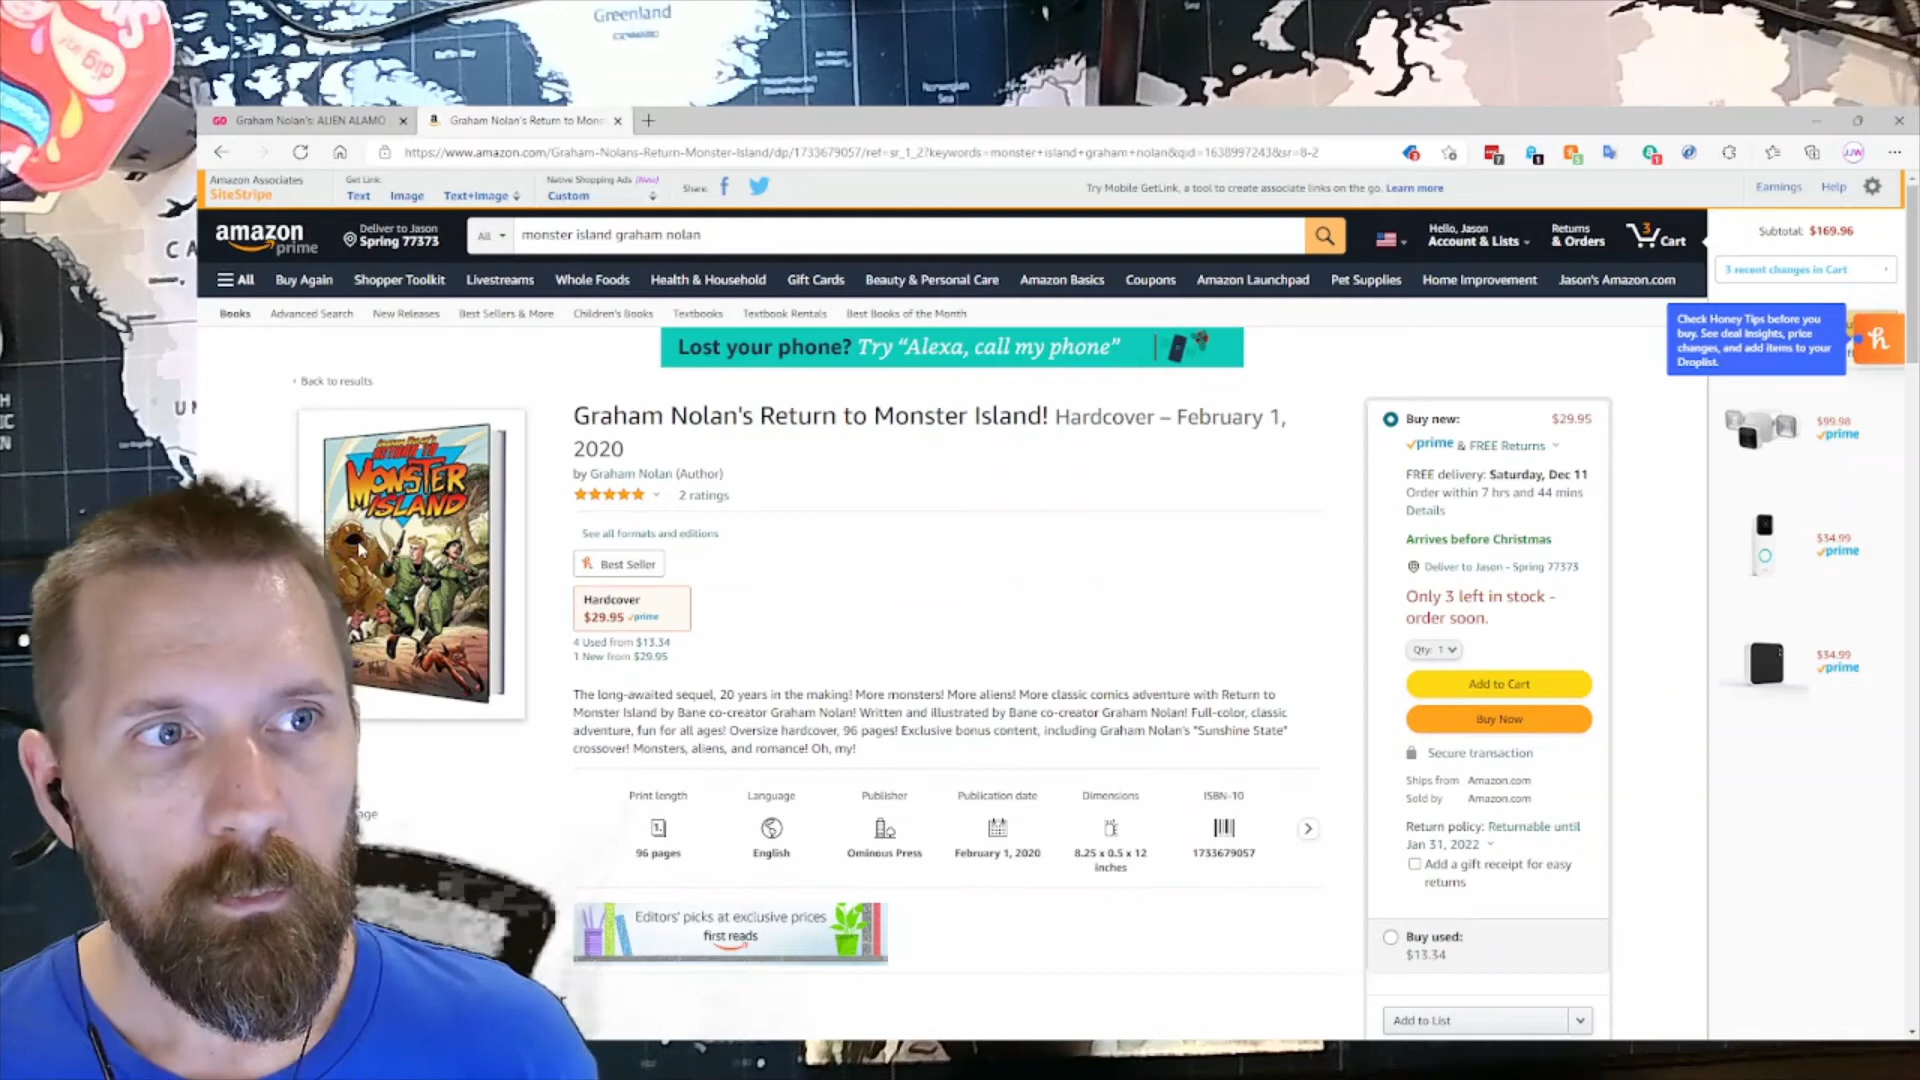 Greenland
Norwegian
Sea
dig in!
GO Graham Nolan's: ALIEN ALAMO
Graham Nolan's Return to Mons
https://www.amazon.com/Graham-Nolans-Return-Monster-Island/dp/1733679057/ref=sr_1_2?keywords=monster+island+graham+nolan&qid=1638997243&sr=8-2
JJW
Amazon Associates
SiteStripe
Get Link:
Text Image Text+Image
Native Shopping Ads (New)
Custom
Share:
Try Mobile GetLink, a tool to create associate links on the go. Learn more
Earnings Help
amazon
prime
Deliver to Jason
Spring 77373
All
monster island graham nolan
Hello, Jason
Account & Lists
Returns
& Orders
3
Cart
Subtotal: $169.96
3 recent changes in Cart
All Buy Again Shopper Toolkit Livestreams Whole Foods Health & Household Gift Cards Beauty & Personal Care Amazon Basics Coupons Amazon Launchpad Pet Supplies Home Improvement Jason's Amazon.com
Books Advanced Search New Releases Best Sellers & More Children's Books Textbooks Textbook Rentals Best Books of the Month
Check Honey Tips before you
buy. See deal insights, price
changes, and add items to your
Droplist.
h
Lost your phone? Try “Alexa, call my phone”
‹ Back to results
RETURN TO
MONSTER
ISLAND
Graham Nolan's Return to Monster Island! Hardcover – February 1,
2020
by Graham Nolan (Author)
2 ratings
See all formats and editions
Best Seller
Hardcover
$29.95 prime
4 Used from $13.34
1 New from $29.95
The long-awaited sequel, 20 years in the making! More monsters! More aliens! More classic comics adventure with Return to
Monster Island by Bane co-creator Graham Nolan! Written and illustrated by Bane co-creator Graham Nolan! Full-color, classic
adventure, fun for all ages! Oversize hardcover, 96 pages! Exclusive bonus content, including Graham Nolan's "Sunshine State"
crossover! Monsters, aliens, and romance! Oh, my!
Print length Language Publisher Publication date Dimensions ISBN-10
96 pages English Ominous Press February 1, 2020 8.25 x 0.5 x 12
inches 1733679057
Editors' picks at exclusive prices
first reads
Buy new: $29.95
prime & FREE Returns
FREE delivery: Saturday, Dec 11
Order within 7 hrs and 44 mins
Details
Arrives before Christmas
Deliver to Jason - Spring 77373
Only 3 left in stock -
order soon.
Qty: 1
Add to Cart
Buy Now
Secure transaction
Ships from Amazon.com
Sold by Amazon.com
Return policy: Returnable until
Jan 31, 2022
Add a gift receipt for easy
returns
Buy used:
$13.34
Add to List
$99.98
prime
$34.99
prime
$34.99
prime